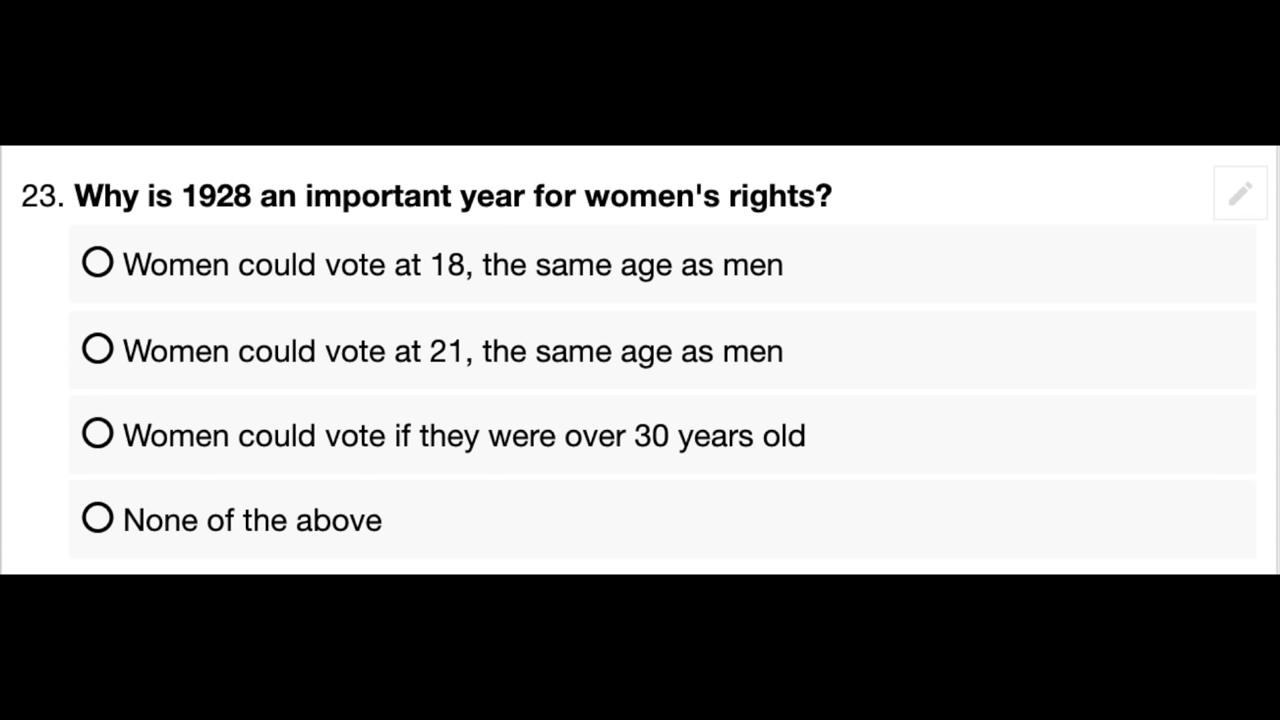 23. Why is 1928 an important year for women's rights?
Women could vote at 18, the same age as men
Women could vote at 21, the same age as men
Women could vote if they were over 30 years old
None of the above